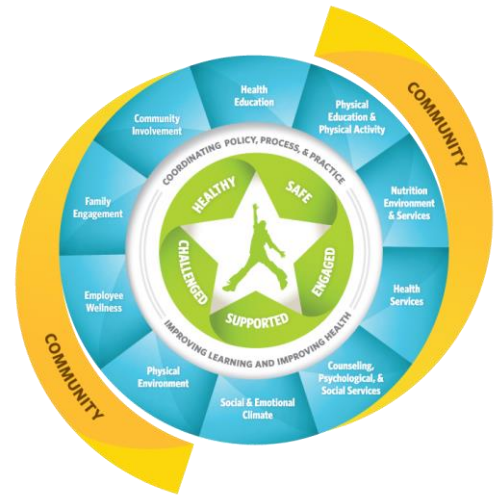 COMMUNITY
Health
Education
Physical
Education &
Physical Activity
Nutrition
Environment
& Services
Health
Services
Counseling,
Psychological, &
Social Services
Social & Emotional
Climate
Physical
Environment
Employee
Wellness
Family
Engagement
Community
Involvement
COORDINATING POLICY, PROCESS, & PRACTICE
IMPROVING LEARNING AND IMPROVING HEALTH
HEALTHY
SAFE
ENGAGED
SUPPORTED
CHALLENGED
COMMUNITY